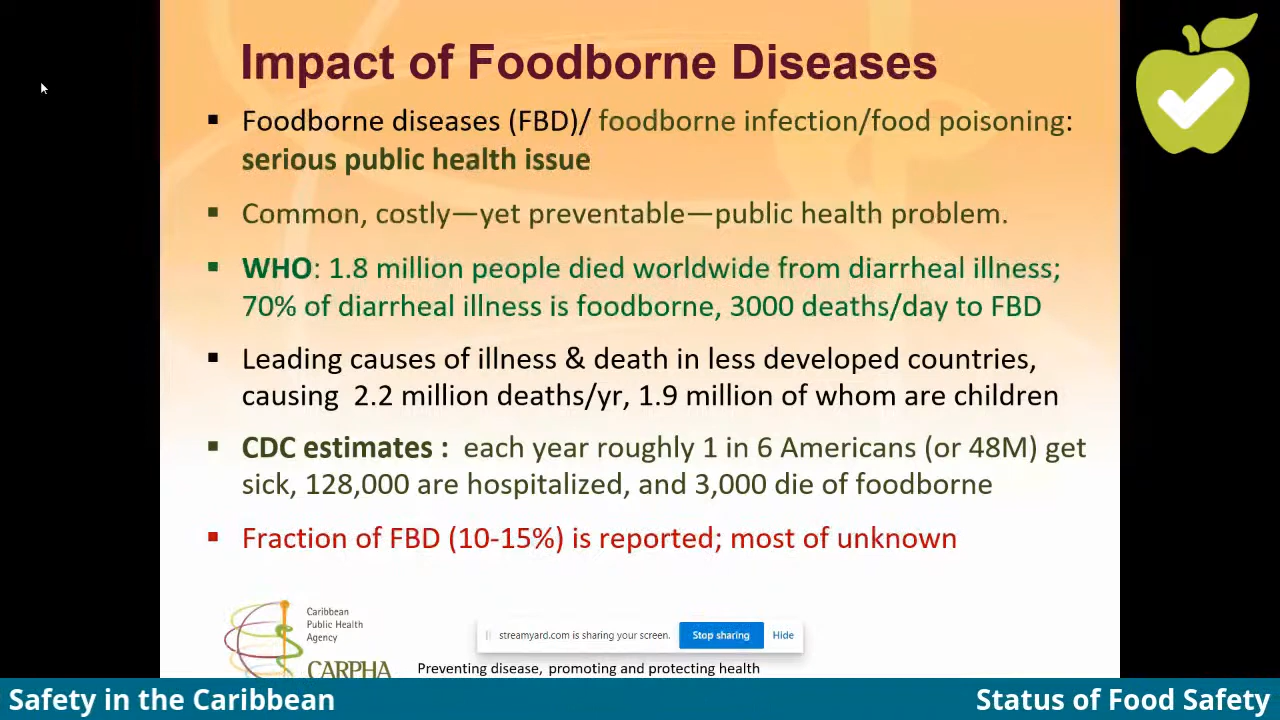 Impact of Foodborne Diseases
▪ Foodborne diseases (FBD)/ foodborne infection/food poisoning:
serious public health issue
▪ Common, costly—yet preventable—public health problem.
▪ WHO: 1.8 million people died worldwide from diarrheal illness;
70% of diarrheal illness is foodborne, 3000 deaths/day to FBD
▪ Leading causes of illness & death in less developed countries,
causing 2.2 million deaths/yr, 1.9 million of whom are children
▪ CDC estimates : each year roughly 1 in 6 Americans (or 48M) get
sick, 128,000 are hospitalized, and 3,000 die of foodborne
▪ Fraction of FBD (10-15%) is reported; most of unknown
Caribbean
Public Health
Agency
CARPHA
streamyard.com is sharing your screen. Stop sharing Hide
Preventing disease, promoting and protecting health
Safety in the Caribbean
Status of Food Safety